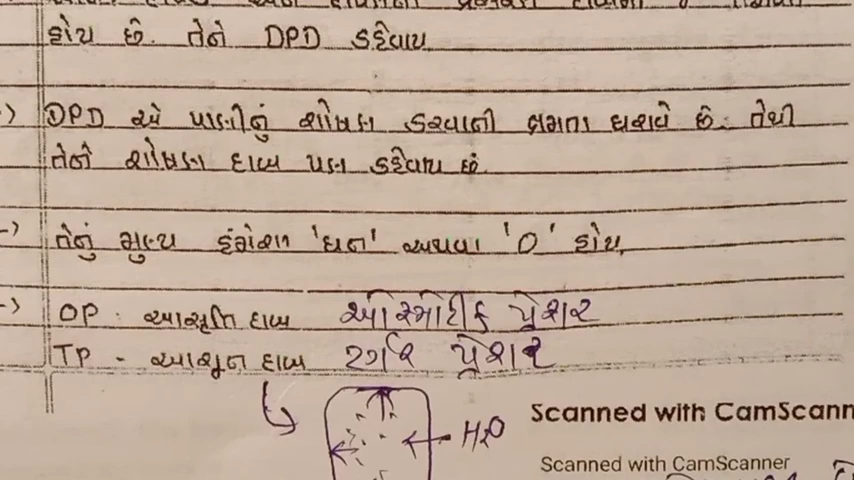 હોય છે. તેને DPD કહેવાય
DPD એ પાણીનું શોષણ કરવાની ક્ષમતા ધરાવે છે. તેથી
તેને શોષણ દાબ પણ કહેવાય છે.
તેનું મુલ્ય હંમેશા 'ધન' અથવા '0' હોય
OP - આસૃતિ દાબ ઓસ્મોટીક પ્રેશર
TP - આશૂન દાબ ટર્ગર પ્રેશર
H₂O
Scanned with CamScann
Scanned with CamScanner